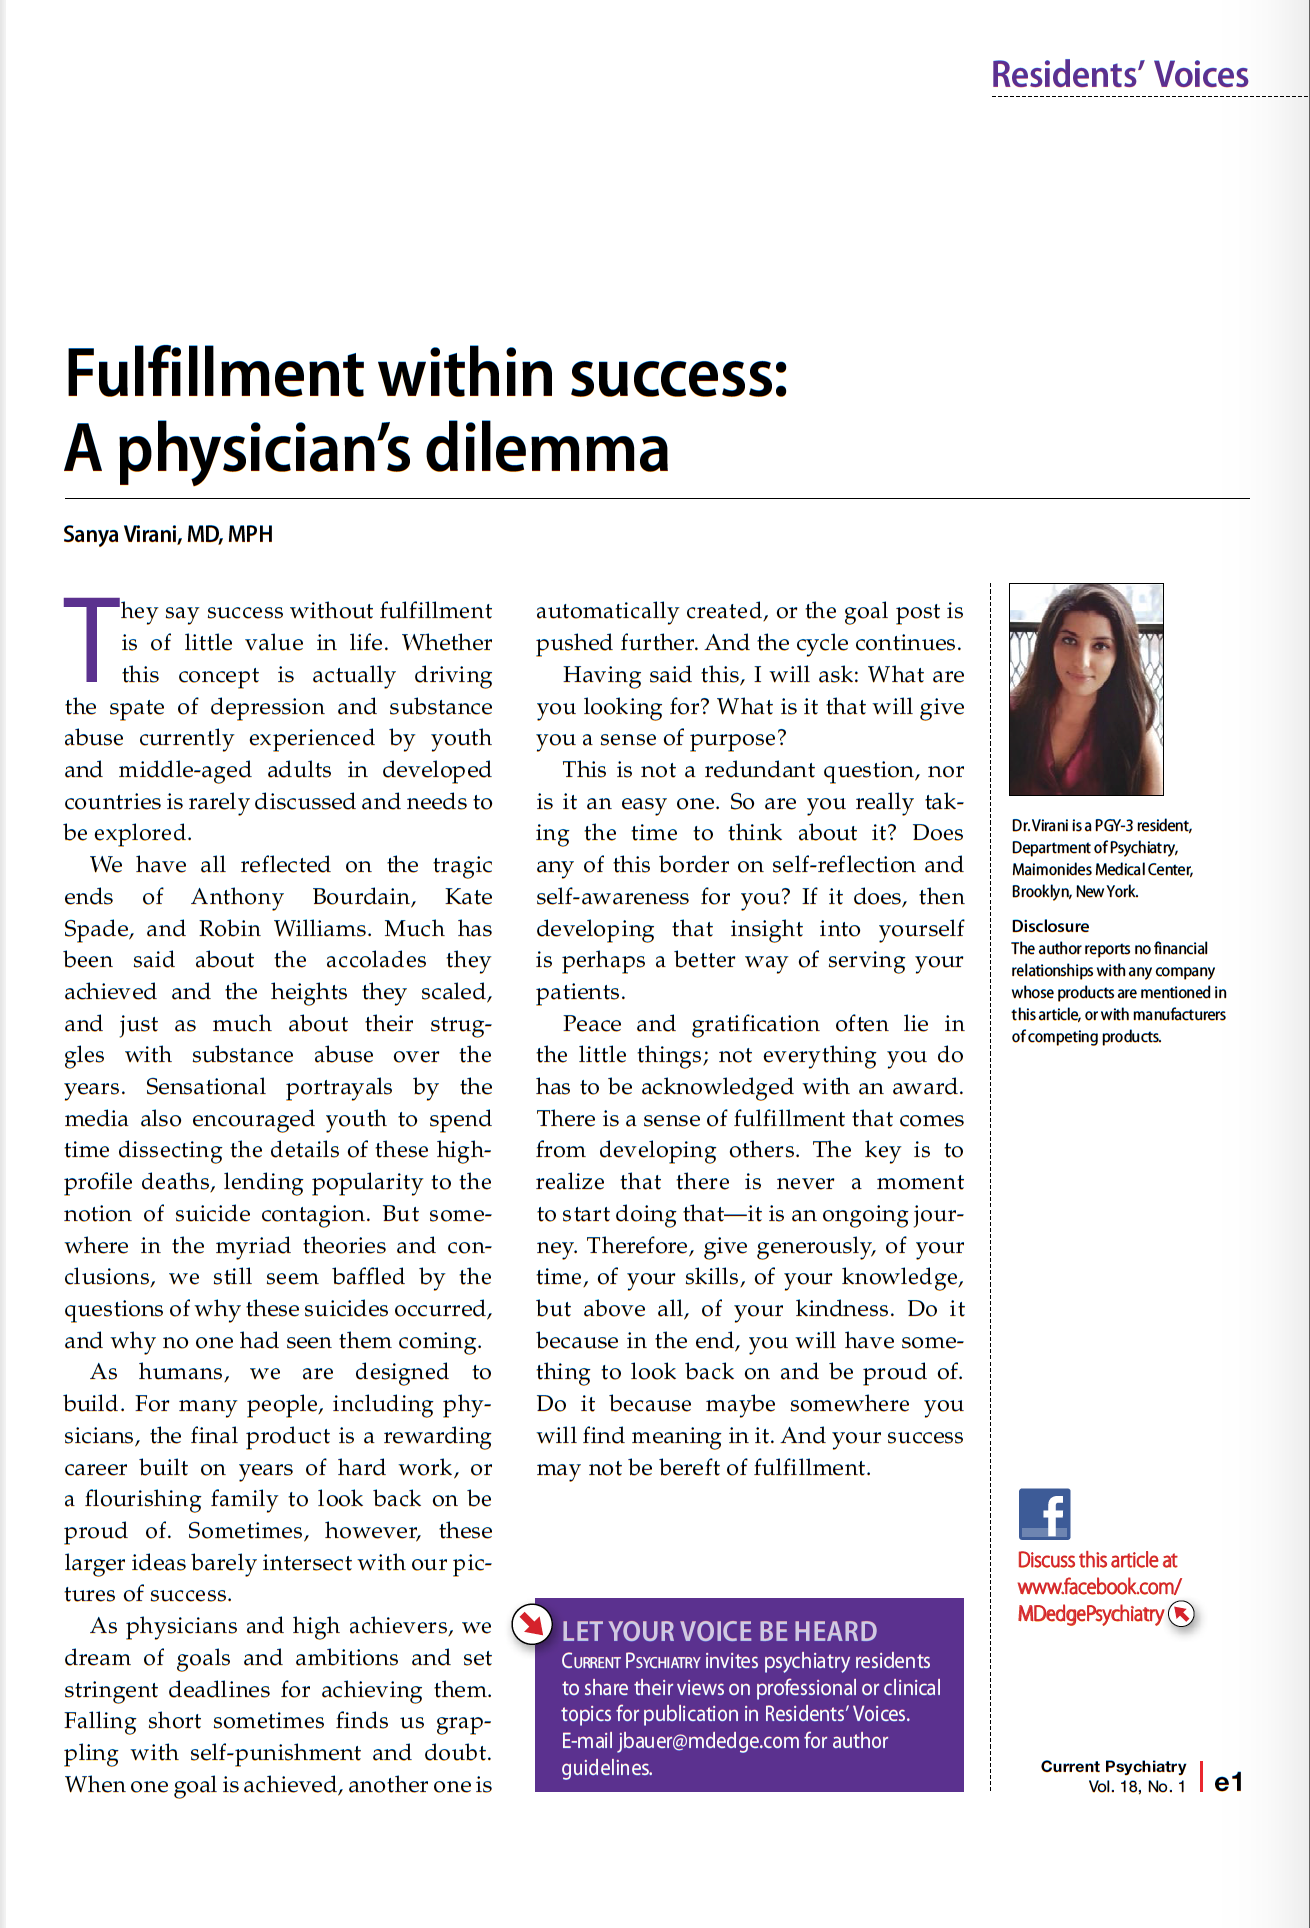 Residents’ Voices
Fulfillment within success:
A physician’s dilemma
Sanya Virani, MD, MPH
They say success without fulfillment
is of little value in life. Whether
this concept is actually driving
the spate of depression and substance
abuse currently experienced by youth
and middle-aged adults in developed
countries is rarely discussed and needs to
be explored.
We have all reflected on the tragic
ends of Anthony Bourdain, Kate
Spade, and Robin Williams. Much has
been said about the accolades they
achieved and the heights they scaled,
and just as much about their strug-
gles with substance abuse over the
years. Sensational portrayals by the
media also encouraged youth to spend
time dissecting the details of these high-
profile deaths, lending popularity to the
notion of suicide contagion. But some-
where in the myriad theories and con-
clusions, we still seem baffled by the
questions of why these suicides occurred,
and why no one had seen them coming.
As humans, we are designed to
build. For many people, including phy-
sicians, the final product is a rewarding
career built on years of hard work, or
a flourishing family to look back on be
proud of. Sometimes, however, these
larger ideas barely intersect with our pic-
tures of success.
As physicians and high achievers, we
dream of goals and ambitions and set
stringent deadlines for achieving them.
Falling short sometimes finds us grap-
pling with self-punishment and doubt.
When one goal is achieved, another one is
automatically created, or the goal post is
pushed further. And the cycle continues.
Having said this, I will ask: What are
you looking for? What is it that will give
you a sense of purpose?
This is not a redundant question, nor
is it an easy one. So are you really tak-
ing the time to think about it? Does
any of this border on self-reflection and
self-awareness for you? If it does, then
developing that insight into yourself
is perhaps a better way of serving your
patients.
Peace and gratification often lie in
the little things; not everything you do
has to be acknowledged with an award.
There is a sense of fulfillment that comes
from developing others. The key is to
realize that there is never a moment
to start doing that—it is an ongoing jour-
ney. Therefore, give generously, of your
time, of your skills, of your knowledge,
but above all, of your kindness. Do it
because in the end, you will have some-
thing to look back on and be proud of.
Do it because maybe somewhere you
will find meaning in it. And your success
may not be bereft of fulfillment.
LET YOUR VOICE BE HEARD
CURRENT PSYCHIATRY invites psychiatry residents
to share their views on professional or clinical
topics for publication in Residents’ Voices.
E-mail jbauer@mdedge.com for author
guidelines.
Dr. Virani is a PGY-3 resident,
Department of Psychiatry,
Maimonides Medical Center,
Brooklyn, New York.
Disclosure
The author reports no financial
relationships with any company
whose products are mentioned in
this article, or with manufacturers
of competing products.
f
Discuss this article at
www.facebook.com/
MDedgePsychiatry
Current Psychiatry
Vol. 18, No. 1
e1